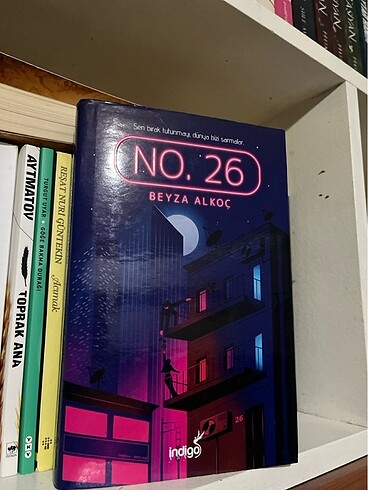 Sen bırak tutunmayı, dünya bizi sarmalar.
NO. 26
BEYZA ALKOÇ
26
indigo
AYTMATOV
TOPRAK ANA
TURGUT UYAR • GÖĞE BAKMA DURAĞI
YKY
REŞAT NURİ GÜNTEKİN
Acımak